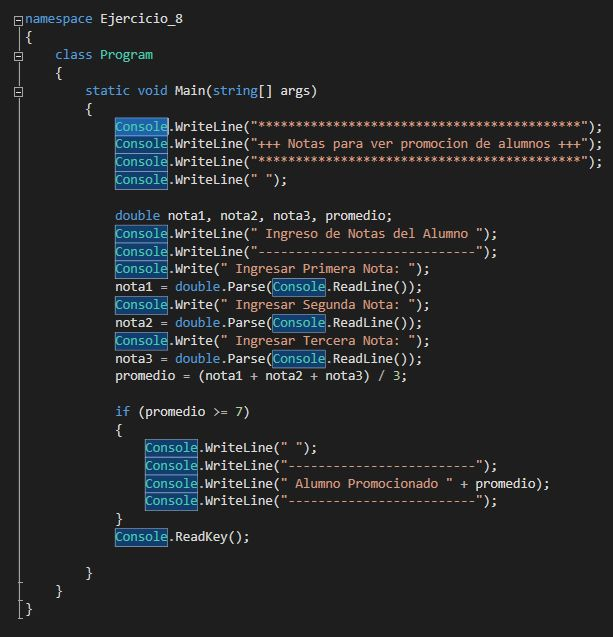 namespace Ejercicio_8
{
class Program
{
static void Main(string[] args)
{
Console.WriteLine("*******************************************");
Console.WriteLine("+++ Notas para ver promocion de alumnos +++");
Console.WriteLine("*******************************************");
Console.WriteLine(" ");
double nota1, nota2, nota3, promedio;
Console.WriteLine(" Ingreso de Notas del Alumno ");
Console.WriteLine("-----------------------------");
Console.Write(" Ingresar Primera Nota: ");
nota1 = double.Parse(Console.ReadLine());
Console.Write(" Ingresar Segunda Nota: ");
nota2 = double.Parse(Console.ReadLine());
Console.Write(" Ingresar Tercera Nota: ");
nota3 = double.Parse(Console.ReadLine());
promedio = (nota1 + nota2 + nota3) / 3;
if (promedio >= 7)
{
Console.WriteLine(" ");
Console.WriteLine("-------------------------");
Console.WriteLine(" Alumno Promocionado " + promedio);
Console.WriteLine("-------------------------");
}
Console.ReadKey();
}
}
}